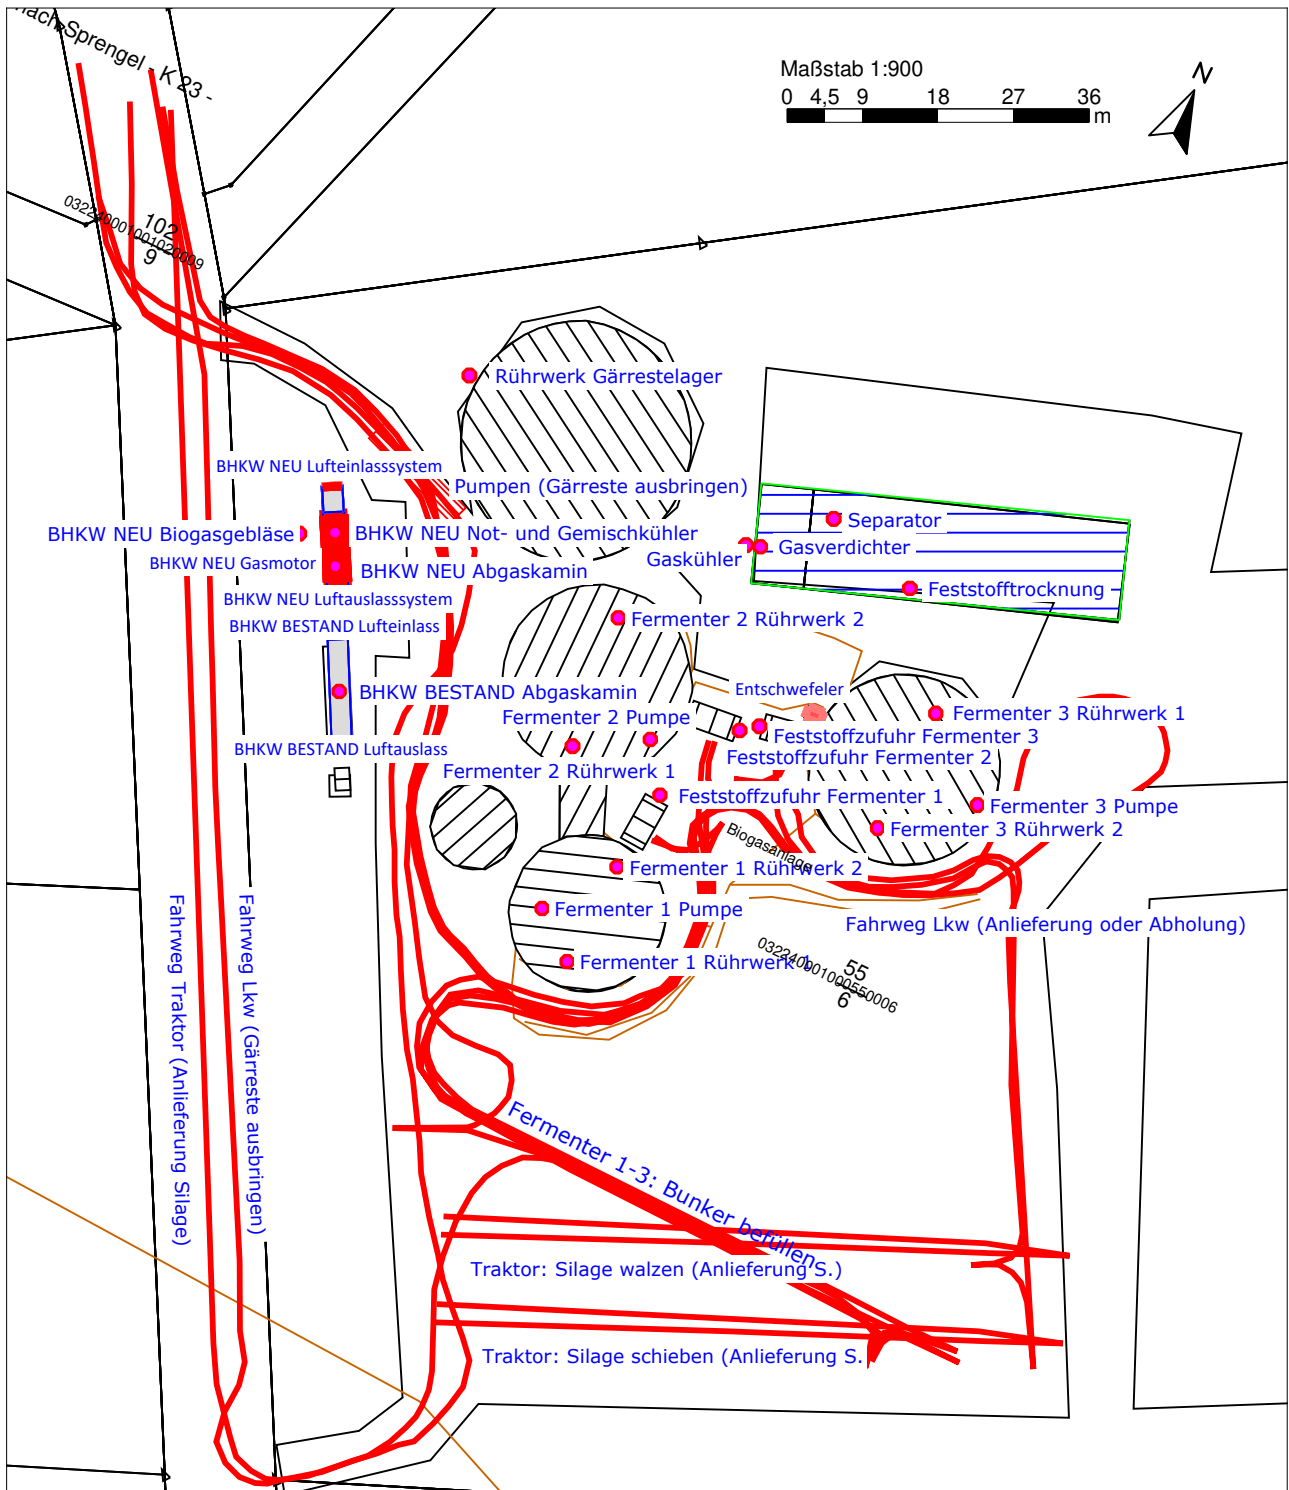 nach Sprengel - K 23 -
Maßstab 1:900
0 4,5 9 18 27 36
m
N
102
9
032240001001020009
Rührwerk Gärrestelager
BHKW NEU Lufteinlasssystem
Pumpen (Gärreste ausbringen)
Separator
BHKW NEU Biogasgebläse
BHKW NEU Not- und Gemischkühler
Gasverdichter
Gaskühler
BHKW NEU Gasmotor
BHKW NEU Abgaskamin
Feststofftrocknung
BHKW NEU Luftauslasssystem
Fermenter 2 Rührwerk 2
BHKW BESTAND Lufteinlass
Entschwefeler
BHKW BESTAND Abgaskamin
Fermenter 3 Rührwerk 1
Fermenter 2 Pumpe
Feststoffzufuhr Fermenter 3
BHKW BESTAND Luftauslass
Feststoffzufuhr Fermenter 2
Fermenter 2 Rührwerk 1
Feststoffzufuhr Fermenter 1
Fermenter 3 Pumpe
Fermenter 3 Rührwerk 2
Biogasanlage
Fermenter 1 Rührwerk 2
Fermenter 1 Pumpe
Fahrweg Lkw (Anlieferung oder Abholung)
Fermenter 1 Rührwerk 1
55
6
032240001000550006
Fahrweg Traktor (Anlieferung Silage)
Fahrweg Lkw (Gärreste ausbringen)
Fermenter 1-3: Bunker befüllen
Traktor: Silage walzen (Anlieferung S.)
Traktor: Silage schieben (Anlieferung S.